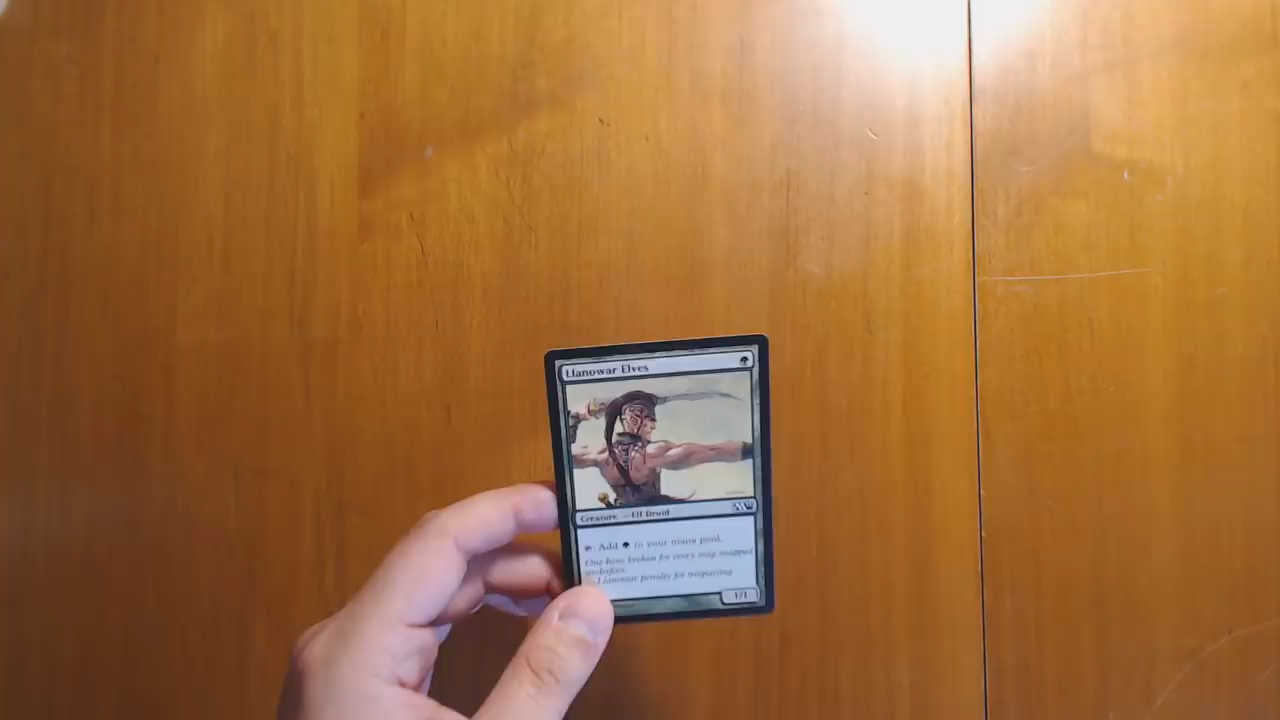 Llanowar Elves
Creature — Elf Druid
: Add to your mana pool.
One bone broken for every twig snapped
underfoot.
—Llanowar penalty for trespassing
1/1